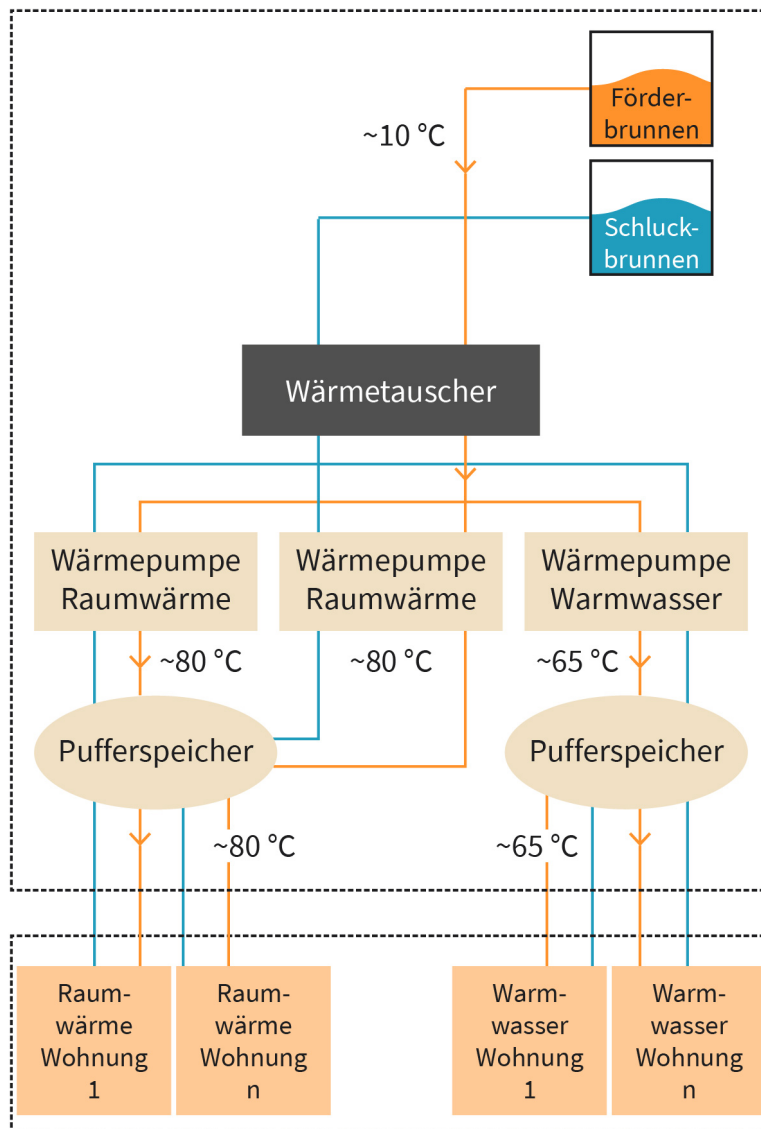 Förder-
brunnen
~10 °C
Schluck-
brunnen
Wärmetauscher
Wärmepumpe
Raumwärme
Wärmepumpe
Raumwärme
Wärmepumpe
Warmwasser
~80 °C
~80 °C
~65 °C
Pufferspeicher
Pufferspeicher
~80 °C
~65 °C
Raum-
wärme
Wohnung
1
Raum-
wärme
Wohnung
n
Warm-
wasser
Wohnung
1
Warm-
wasser
Wohnung
n